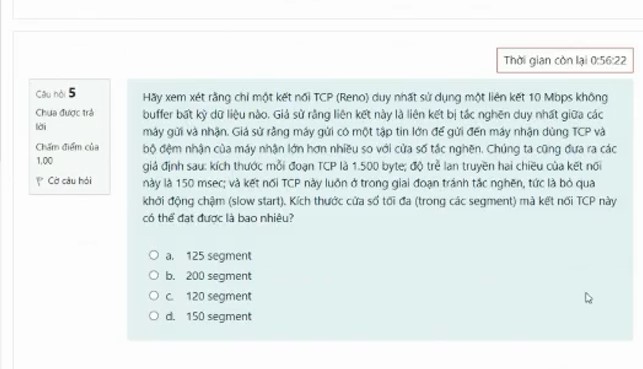 Thời gian còn lại 0:56:22
Câu hỏi 5
Chưa được trả
lời
Chấm điểm của
1,00
Cờ câu hỏi
Hãy xem xét rằng chỉ một kết nối TCP (Reno) duy nhất sử dụng một liên kết 10 Mbps không
buffer bất kỳ dữ liệu nào. Giả sử rằng liên kết này là liên kết bị tắc nghẽn duy nhất giữa các
máy gửi và nhận. Giả sử rằng máy gửi có một tập tin lớn để gửi đến máy nhận dùng TCP và
bộ đệm nhận của máy nhận lớn hơn nhiều so với cửa sổ tắc nghẽn. Chúng ta cũng đưa ra các
giả định sau: kích thước mỗi đoạn TCP là 1.500 byte; độ trễ lan truyền hai chiều của kết nối
này là 150 msec; và kết nối TCP này luôn ở trong giai đoạn tránh tắc nghẽn, tức là bỏ qua
khởi động chậm (slow start). Kích thước cửa sổ tối đa (trong các segment) mà kết nối TCP này
có thể đạt được là bao nhiêu?
a. 125 segment
b. 200 segment
c. 120 segment
d. 150 segment